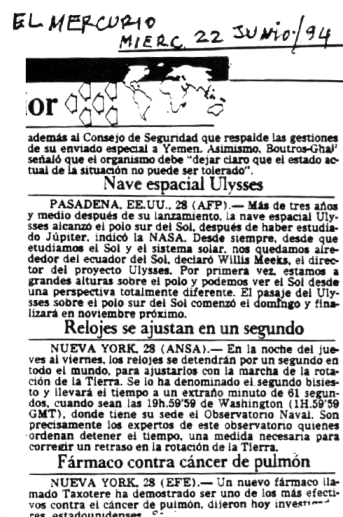 EL MERCURIO
MIERC. 22 JUNIO/94
ior
además al Consejo de Seguridad que respalde las gestiones
de su enviado especial a Yemen. Asimismo, Boutros-Ghali
señaló que el organismo debe "dejar claro que el estado ac-
tual de la situación no puede ser tolerado".
Nave espacial Ulysses
PASADENA, EE.UU., 28 (AFP).— Más de tres años
y medio después de su lanzamiento, la nave espacial Uly-
sses alcanzó el polo sur del Sol, después de haber estudia-
do Júpiter, indicó la NASA. Desde siempre, desde que
etudiamos el Sol y el sistema solar, nos quedamos alre-
dedor del ecuador del Sol, declaró Willis Meeks, el direc-
tor del proyecto Ulysses. Por primera vez, estamos a
grandes alturas sobre el polo y podemos ver el Sol desde
una perspectiva totalmente diferente. El pasaje del Uly-
sses sobre el polo sur del Sol comenzó el domingo y fina-
lizará en noviembre próximo.
Relojes se ajustan en un segundo
NUEVA YORK, 28 (ANSA).— En la noche del jue-
ves al viernes, los relojes se detendrán por un segundo en
todo el mundo, para ajustarlos con la marcha de la rota-
ción de la Tierra. Se lo ha denominado el segundo bisies-
to y llevará el tiempo a un extraño minuto de 61 segun-
dos, cuando sean las 19h.59'59 de Washington (1H.59'59
GMT), donde tiene su sede el Observatorio Naval. Son
precisamente los expertos de este observatorio quienes
ordenan detener el tiempo, una medida necesaria para
corregir un retraso en la rotación de la Tierra.
Fármaco contra cáncer de pulmón
NUEVA YORK, 28 (EFE).— Un nuevo fármaco lla-
mado Taxotere ha demostrado ser uno de los más efecti-
vos contra el cáncer de pulmón, dijeron hoy
res estadounidenses.